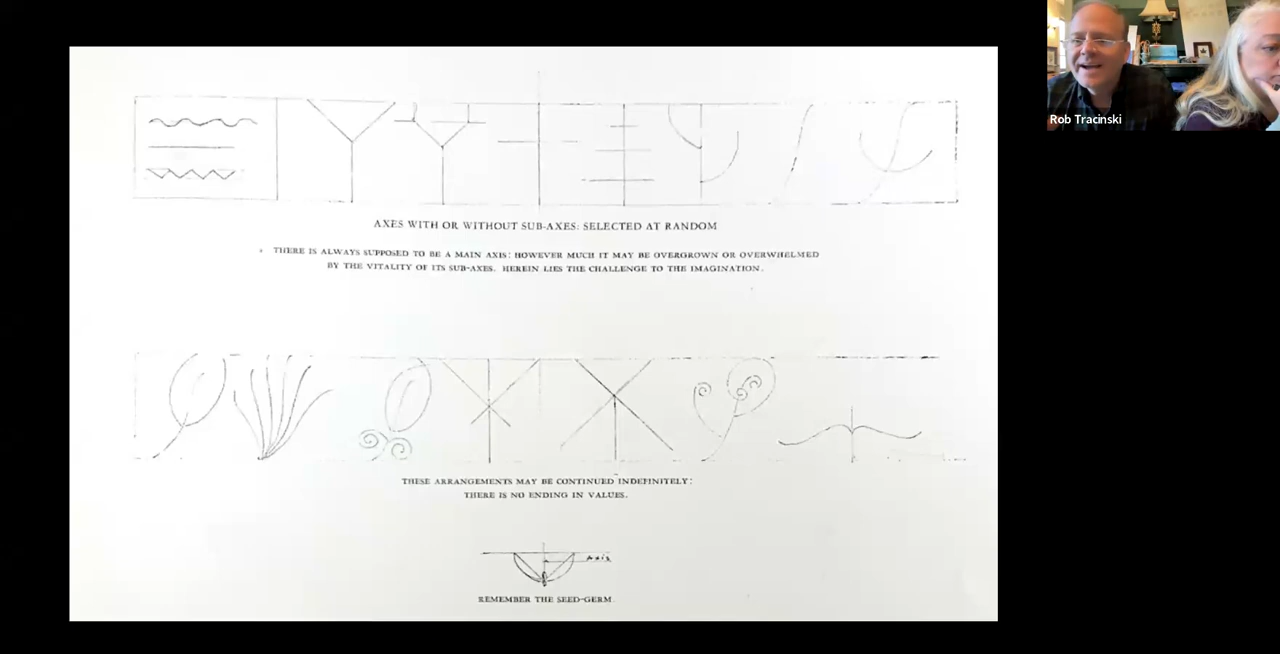 Rob Tracinski
AXES WITH OR WITHOUT SUB-AXES: SELECTED AT RANDOM
THERE IS ALWAYS SUPPOSED TO BE A MAIN AXIS: HOWEVER MUCH IT MAY BE OVERGROWN OR OVERWHELMED
BY THE VITALITY OF ITS SUB-AXES. HEREIN LIES THE CHALLENGE TO THE IMAGINATION.
THESE ARRANGEMENTS MAY BE CONTINUED INDEFINITELY:
THERE IS NO ENDING IN VALUES.
Axis
REMEMBER THE SEED-GERM